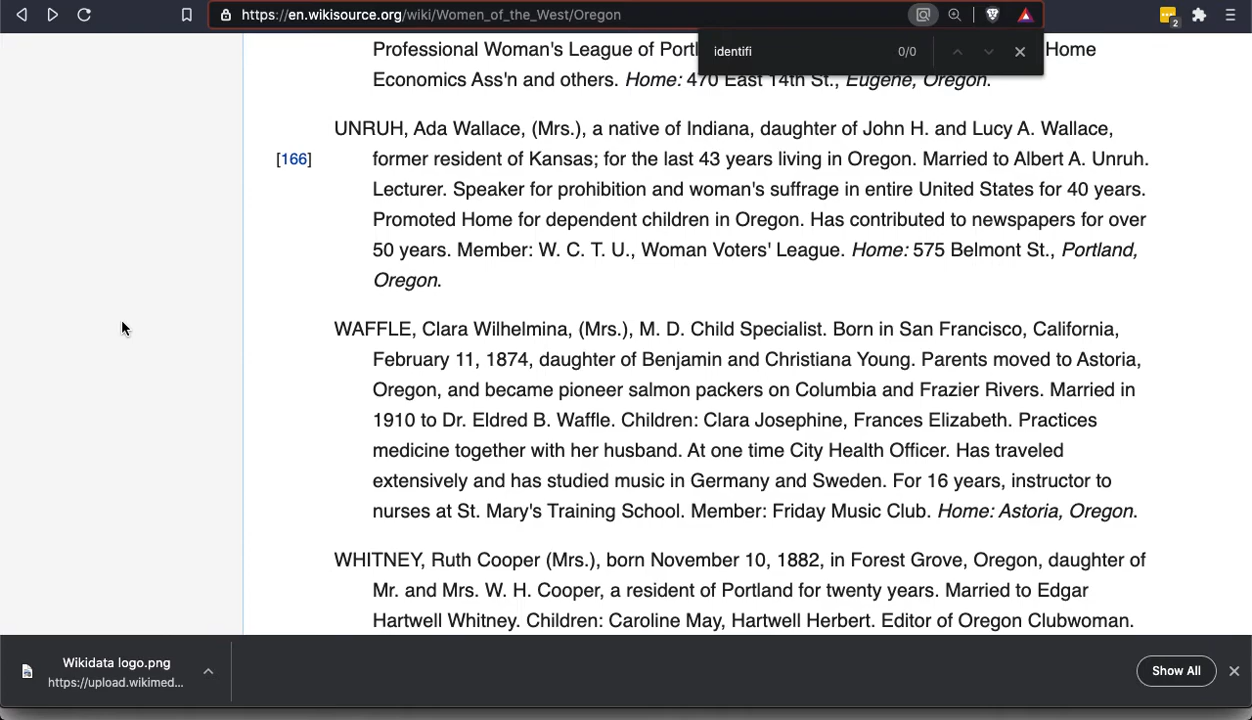 https://en.wikisource.org/wiki/Women_of_the_West/Oregon
2
identifi
0/0
Professional Woman's League of Portl
Home
Economics Ass'n and others. Home: 470 East 14th St., Eugene, Oregon.
UNRUH, Ada Wallace, (Mrs.), a native of Indiana, daughter of John H. and Lucy A. Wallace,
[166]
former resident of Kansas; for the last 43 years living in Oregon. Married to Albert A. Unruh.
Lecturer. Speaker for prohibition and woman's suffrage in entire United States for 40 years.
Promoted Home for dependent children in Oregon. Has contributed to newspapers for over
50 years. Member: W. C. T. U., Woman Voters' League. Home: 575 Belmont St., Portland,
Oregon.
WAFFLE, Clara Wilhelmina, (Mrs.), M. D. Child Specialist. Born in San Francisco, California,
February 11, 1874, daughter of Benjamin and Christiana Young. Parents moved to Astoria,
Oregon, and became pioneer salmon packers on Columbia and Frazier Rivers. Married in
1910 to Dr. Eldred B. Waffle. Children: Clara Josephine, Frances Elizabeth. Practices
medicine together with her husband. At one time City Health Officer. Has traveled
extensively and has studied music in Germany and Sweden. For 16 years, instructor to
nurses at St. Mary's Training School. Member: Friday Music Club. Home: Astoria, Oregon.
WHITNEY, Ruth Cooper (Mrs.), born November 10, 1882, in Forest Grove, Oregon, daughter of
Mr. and Mrs. W. H. Cooper, a resident of Portland for twenty years. Married to Edgar
Hartwell Whitney. Children: Caroline May, Hartwell Herbert. Editor of Oregon Clubwoman.
Wikidata logo.png
https://upload.wikimed...
Show All